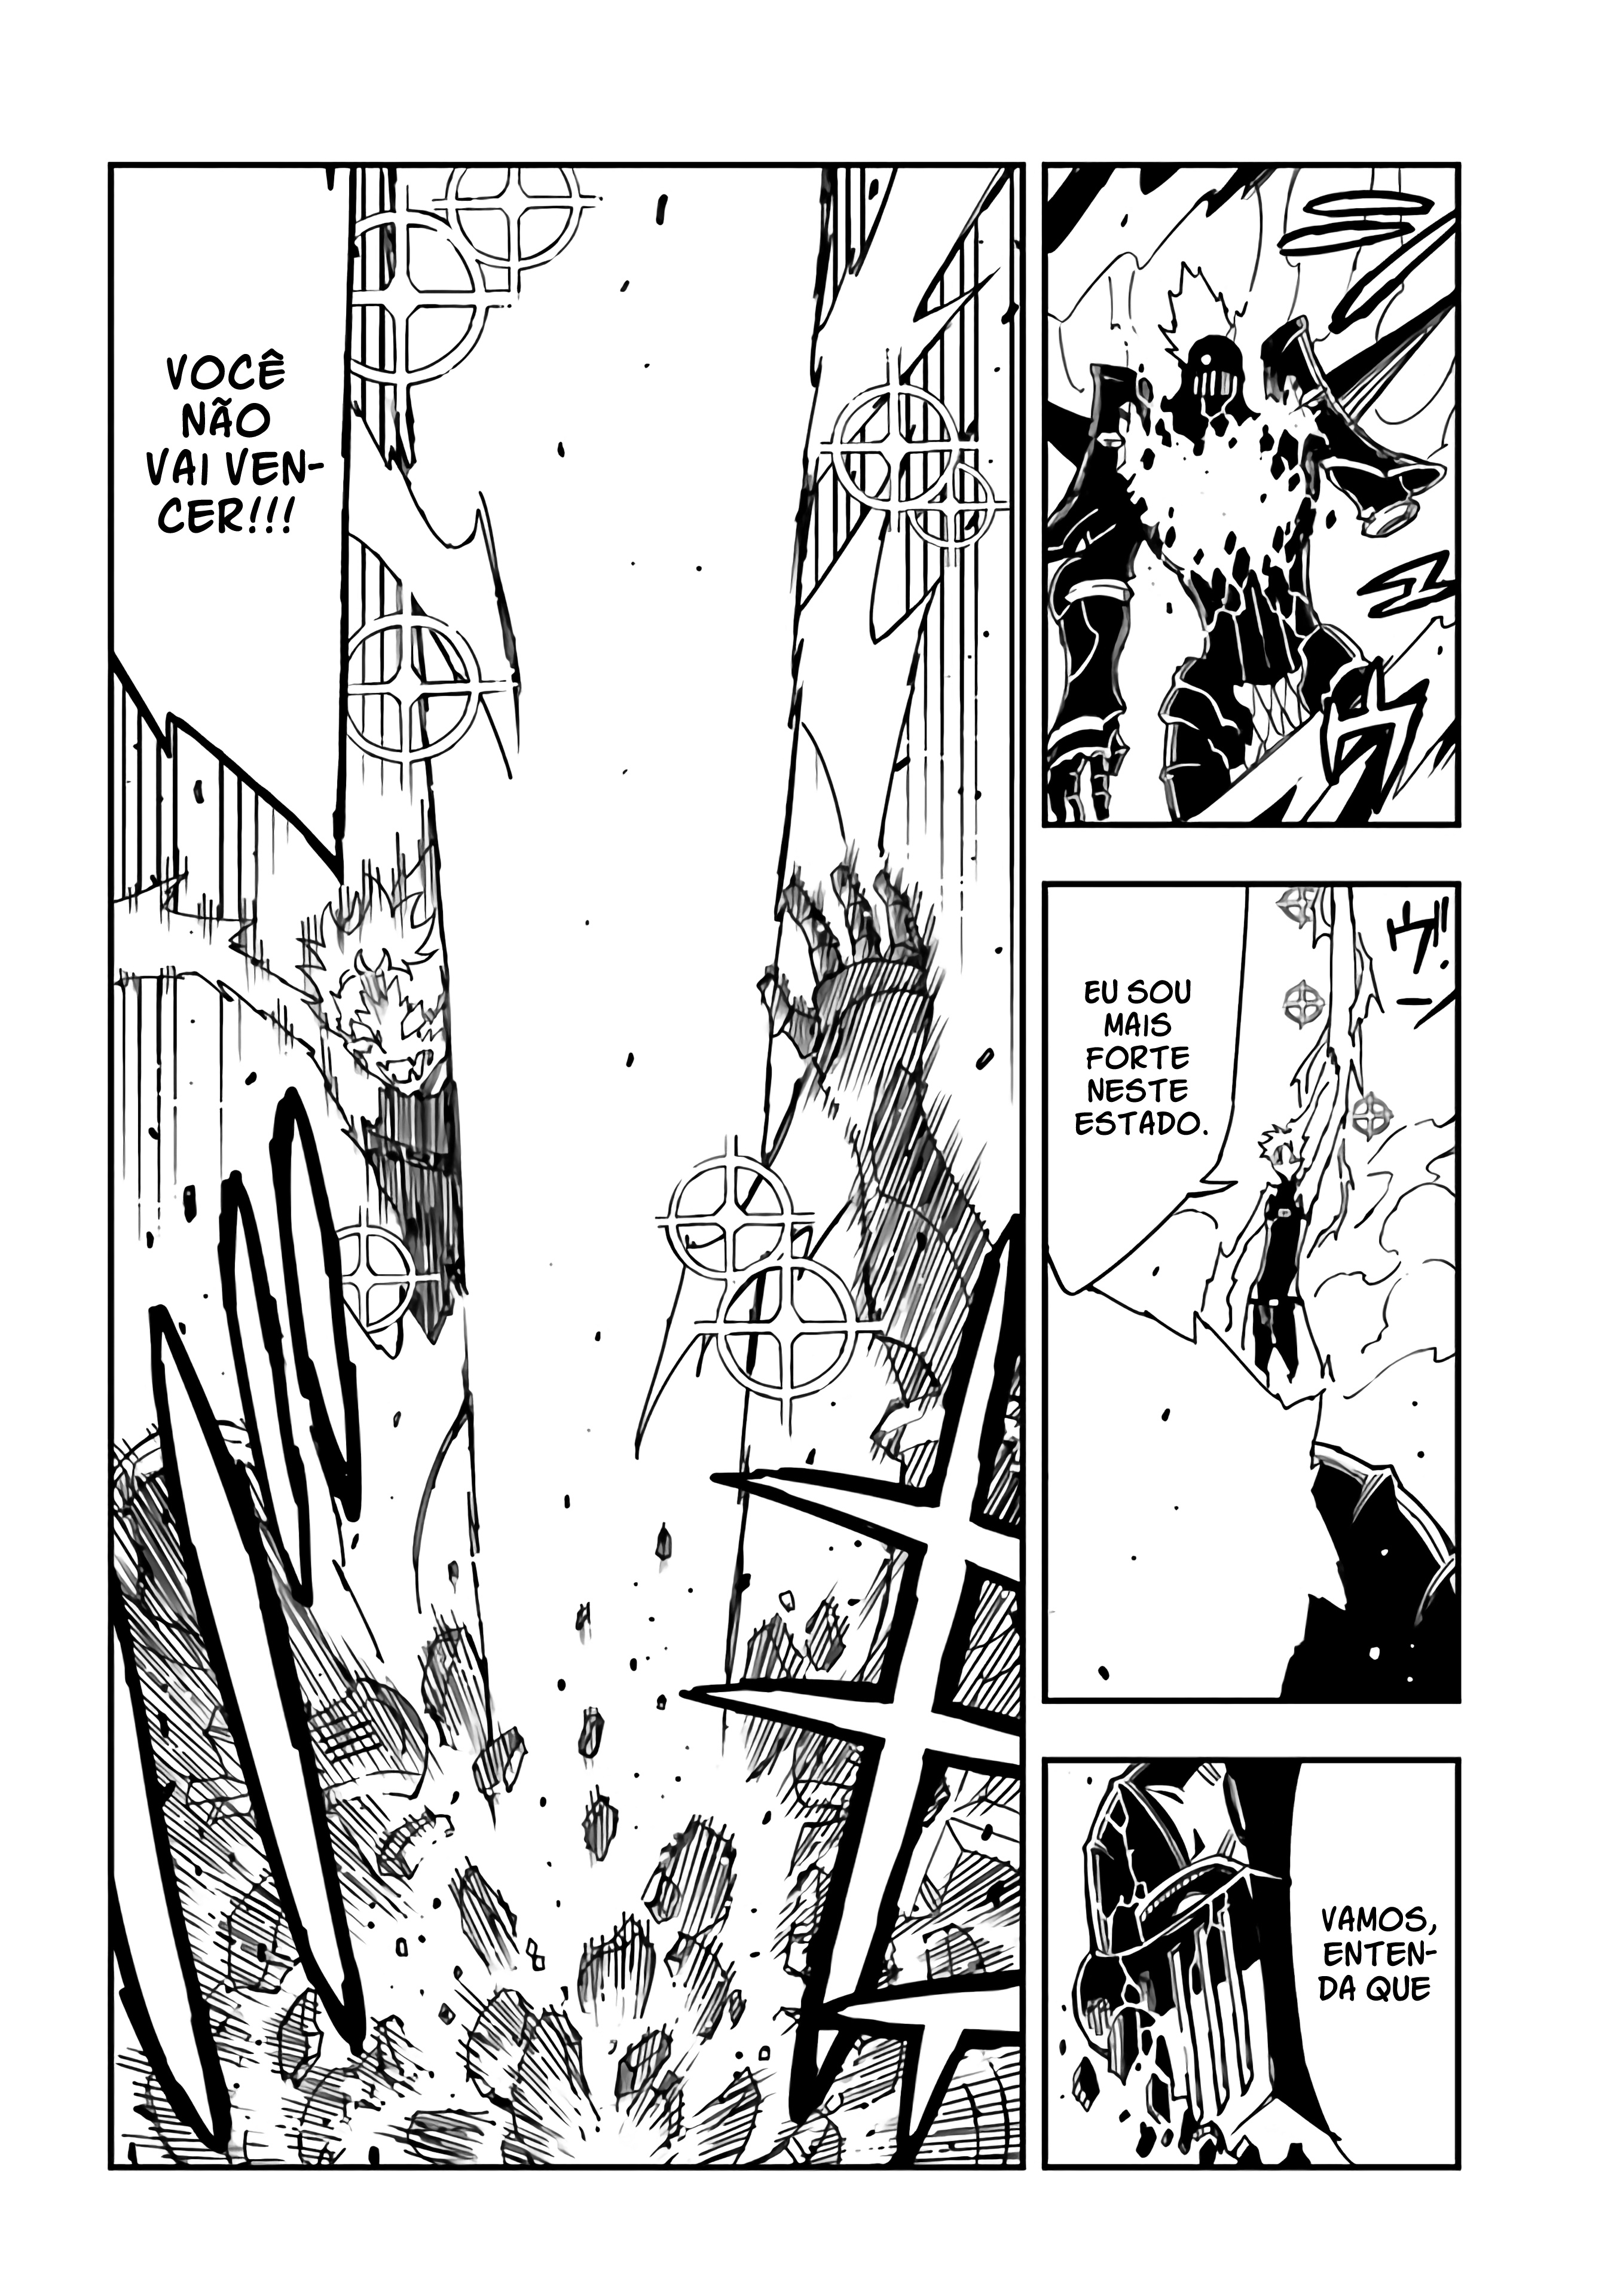 EU SOU
MAIS
FORTE
NESTE
ESTADO.
VAMOS,
ENTEN-
DA QUE
VOCÊ
NÃO
VAI VEN-
CER!!!